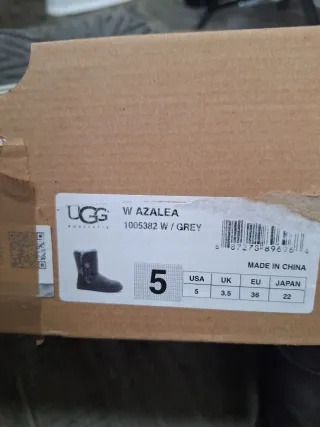 UGG
australia
W AZALEA
1005382 W / GREY
MADE IN CHINA
5
USA UK EU JAPAN
5 3.5 36 22